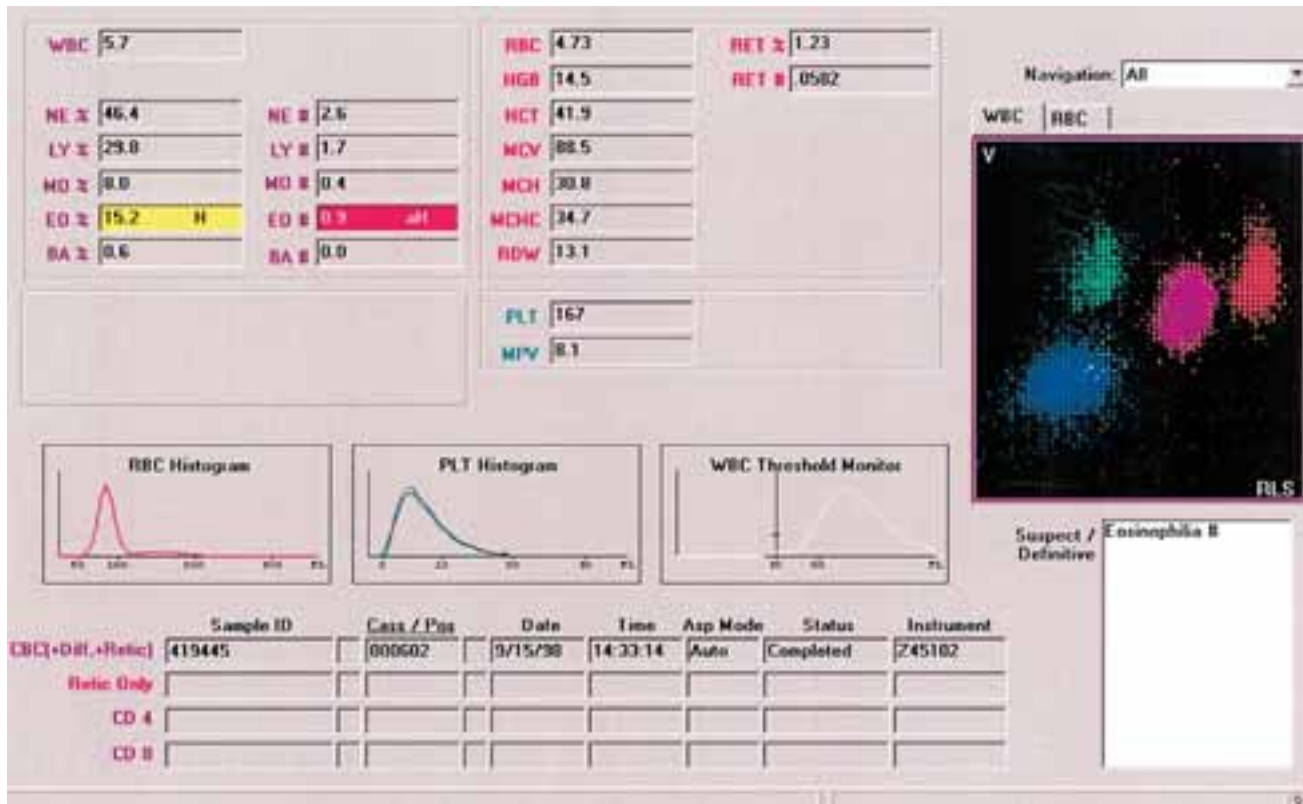 WBC 5.7
NE % 46.4 NE # 2.6
LY % 29.8 LY # 1.7
MO % 8.0 MO # 0.4
EO % 15.2 H EO # 0.9 aH
BA % 0.6 BA # 0.0
RBC 4.73 RET % 1.23
HGB 14.5 RET # .0582
HCT 41.9
MCV 88.5
MCH 30.8
MCHC 34.7
RDW 13.1
PLT 167
MPV 8.1
Navigation: All
WBC RBC
V
RLS
RBC Histogram
PLT Histogram
WBC Threshold Monitor
Suspect / Definitive
Eosinophilia #
Sample ID Cass / Pos Date Time Asp Mode Status Instrument
CBC(+Diff.+Retic) 419445 000602 9/15/98 14:33:14 Auto Completed Z45102
Retic Only
CD 4
CD 8